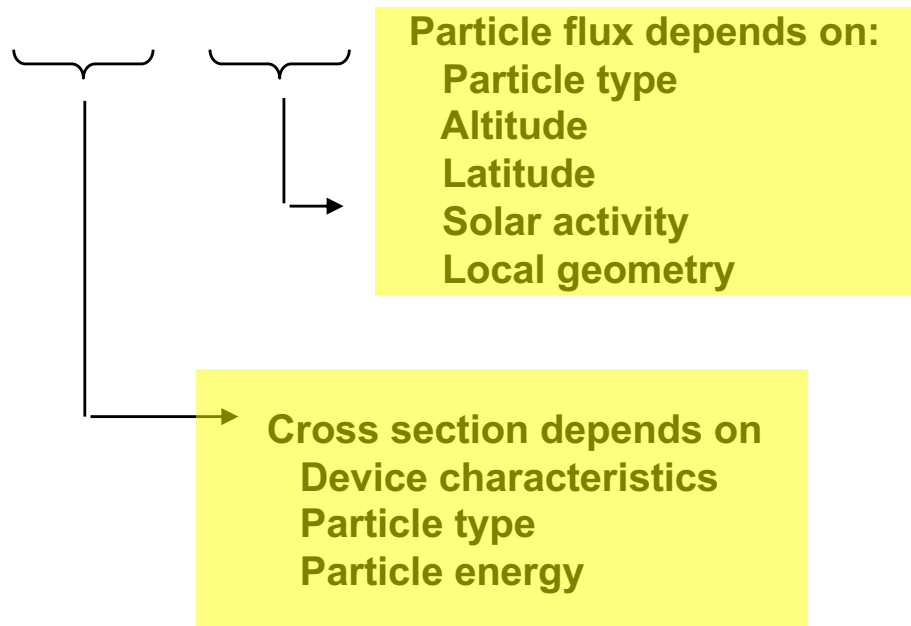 Particle flux depends on:
Particle type
Altitude
Latitude
Solar activity
Local geometry
Cross section depends on
Device characteristics
Particle type
Particle energy